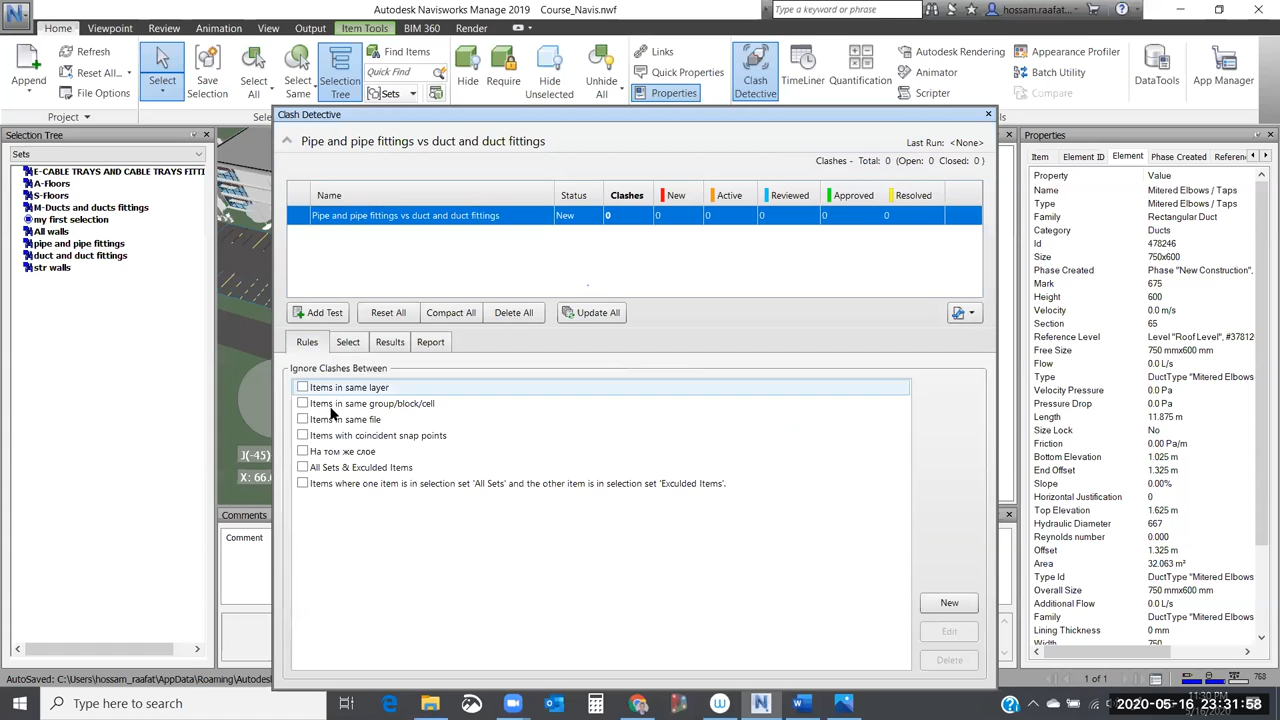 Autodesk Navisworks Manage 2019 Course_Navis.nwf
Type a keyword or phrase
hossam.raafat...
Home Viewpoint Review Animation View Output Item Tools BIM 360 Render
Append
Refresh
Reset All...
File Options
Project
Select
Save Selection
Select All
Select Same
Selection Tree
Find Items
Quick Find
Sets
Hide
Require
Hide Unselected
Unhide All
Links
Quick Properties
Properties
Clash Detective
TimeLiner
Quantification
Autodesk Rendering
Animator
Scripter
Appearance Profiler
Batch Utility
Compare
DataTools
App Manager
Selection Tree
Sets
E-CABLE TRAYS AND CABLE TRAYS FITTI
A-Floors
S-Floors
M-Ducts and ducts fittings
my first selection
All walls
pipe and pipe fittings
duct and duct fittings
str walls
J(-45)
X: 66.
Comments
Comment
Clash Detective
Pipe and pipe fittings vs duct and duct fittings
Last Run: <None>
Clashes - Total: 0 (Open: 0 Closed: 0 )
Name Status Clashes New Active Reviewed Approved Resolved
Pipe and pipe fittings vs duct and duct fittings New 0 0 0 0 0 0
Add Test Reset All Compact All Delete All Update All
Rules Select Results Report
Ignore Clashes Between
Items in same layer
Items in same group/block/cell
Items in same file
Items with coincident snap points
На том же слое
All Sets & Exculded Items
Items where one item is in selection set 'All Sets' and the other item is in selection set 'Exculded Items'.
New
Edit
Delete
Properties
Item Element ID Element Phase Created Referen
Property Value
Name Mitered Elbows / Taps
Type Mitered Elbows / Taps
Family Rectangular Duct
Category Ducts
Id 478246
Size 750x600
Phase Created Phase "New Construction",
Mark 675
Height 600
Velocity 0.0 m/s
Section 65
Reference Level Level "Roof Level", #37812
Free Size 750 mmx600 mm
Flow 0.0 L/s
Type DuctType "Mitered Elbows
Velocity Pressure 0.0 Pa
Pressure Drop 0.0 Pa
Length 11.875 m
Size Lock No
Friction 0.00 Pa/m
Bottom Elevation 1.025 m
End Offset 1.325 m
Slope 0.00%
Horizontal Justification 0
Top Elevation 1.625 m
Hydraulic Diameter 667
Reynolds number 0.000
Offset 1.325 m
Area 32.063 m²
Type Id DuctType "Mitered Elbows
Overall Size 750 mmx600 mm
Additional Flow 0.0 L/s
Family DuctType "Mitered Elbows
Lining Thickness 0 mm
Width 750
AutoSaved: C:\Users\hossam_raafat\AppData\Roaming\Autodes
1 of 1
768
Type here to search
2020-05-16 23:31:58